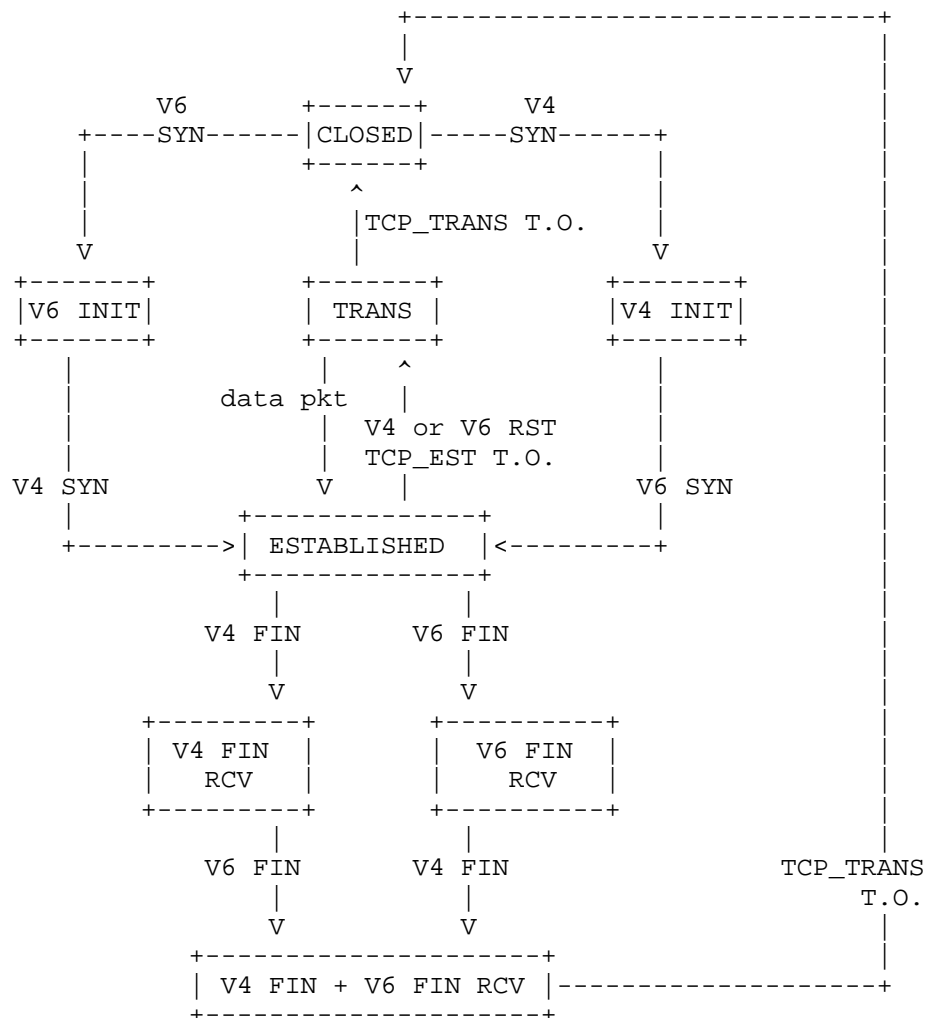 V6 V4
SYN CLOSED SYN
TCP_TRANS T.O.
V6 INIT TRANS V4 INIT
data pkt
V4 or V6 RST
TCP_EST T.O.
V4 SYN V6 SYN
ESTABLISHED
V4 FIN V6 FIN
V4 FIN V6 FIN
RCV RCV
V6 FIN V4 FIN TCP_TRANS
T.O.
V4 FIN + V6 FIN RCV